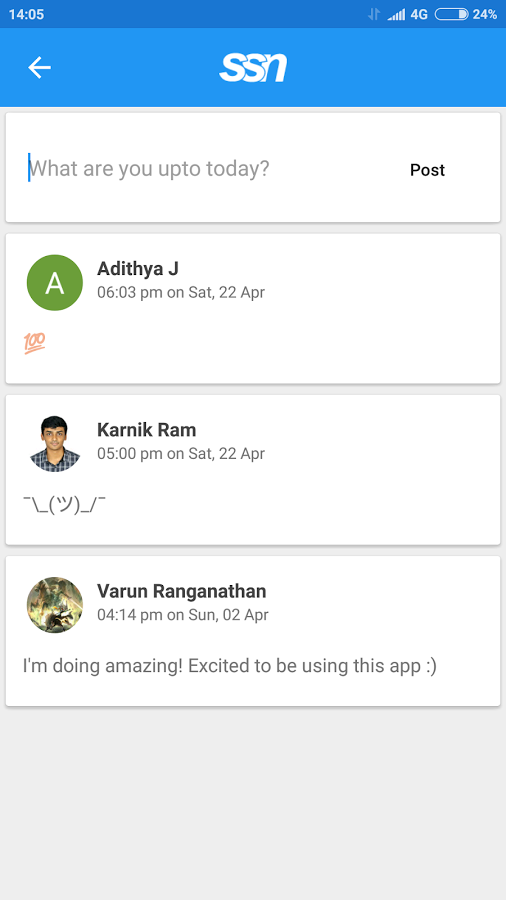 14:05 4G 24%
ssn
What are you upto today? Post
A
Adithya J
06:03 pm on Sat, 22 Apr
💯
Karnik Ram
05:00 pm on Sat, 22 Apr
¯\_(ツ)_/¯
Varun Ranganathan
04:14 pm on Sun, 02 Apr
I'm doing amazing! Excited to be using this app :)